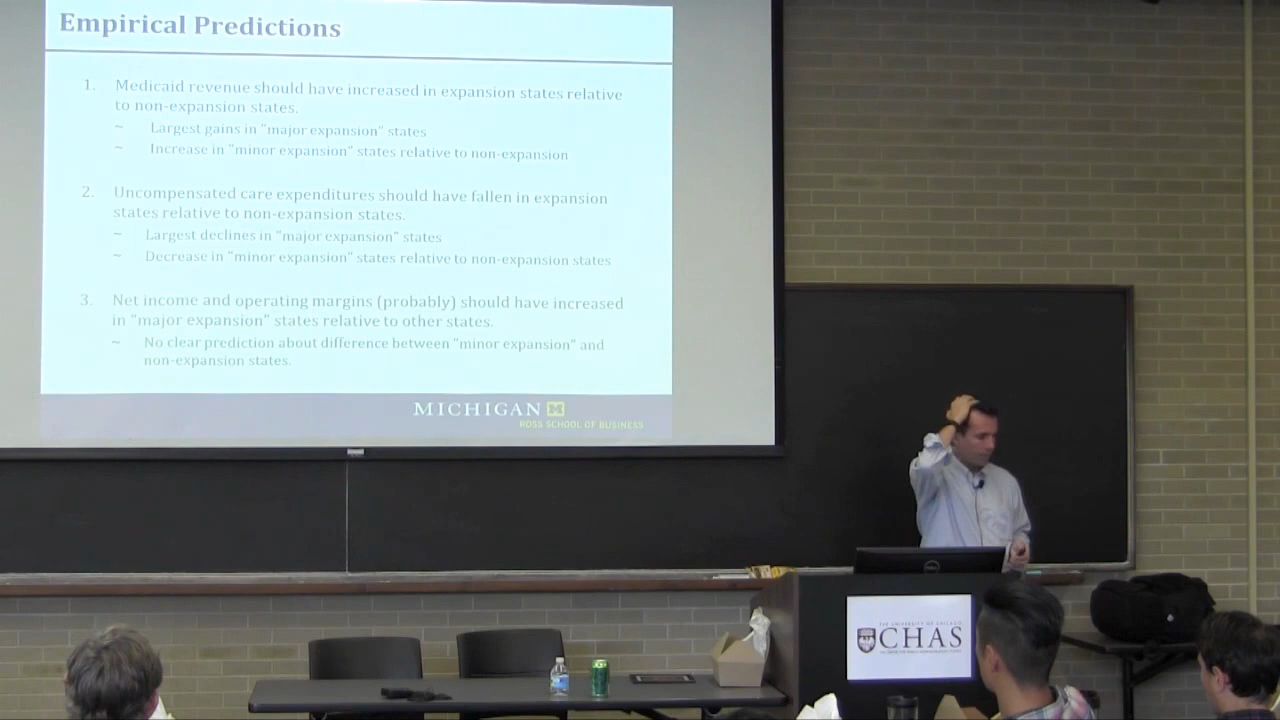 Empirical Predictions
1. Medicaid revenue should have increased in expansion states relative
to non-expansion states.
~ Largest gains in "major expansion" states
~ Increase in "minor expansion" states relative to non-expansion
2. Uncompensated care expenditures should have fallen in expansion
states relative to non-expansion states.
~ Largest declines in "major expansion" states
~ Decrease in "minor expansion" states relative to non-expansion states
3. Net income and operating margins (probably) should have increased
in "major expansion" states relative to other states.
~ No clear prediction about difference between "minor expansion" and
non-expansion states.
MICHIGAN
ROSS SCHOOL OF BUSINESS
DELL
THE UNIVERSITY OF CHICAGO
CHAS